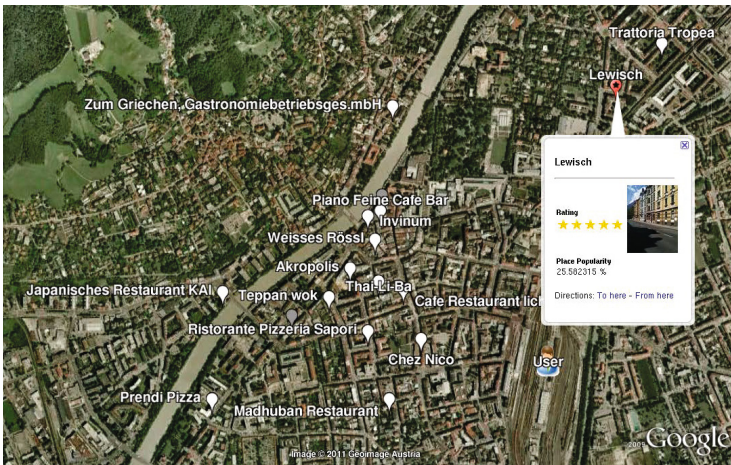 Trattoria Tropea
Lewisch
Zum Griechen, Gastronomiebetriebsges.mbH
Lewisch
Rating
Place Popularity
25.582315 %
Directions: To here - From here
Piano Feine Cafe Bar
Invinum
Weisses Rössl
Akropolis
Thai-Li-Ba
Japanisches Restaurant KAI
Teppan wok
Cafe Restaurant lich
Ristorante Pizzeria Sapori
Chez Nico
User
Prendi Pizza
Madhuban Restaurant
Image © 2011 Geoimage Austria
2005 Google